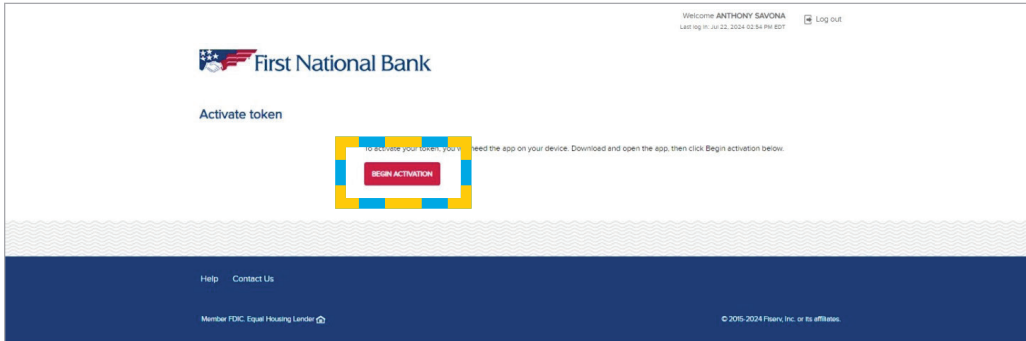 Welcome ANTHONY SAVONA
Log out
Last log in: Jul 22, 2024 02:54 PM EDT
First National Bank
Activate token
To activate your token, you need the app on your device. Download and open the app, then click Begin activation below.
BEGIN ACTIVATION
Help Contact Us
Member FDIC. Equal Housing Lender
© 2015-2024 Fiserv, Inc. or its affiliates.